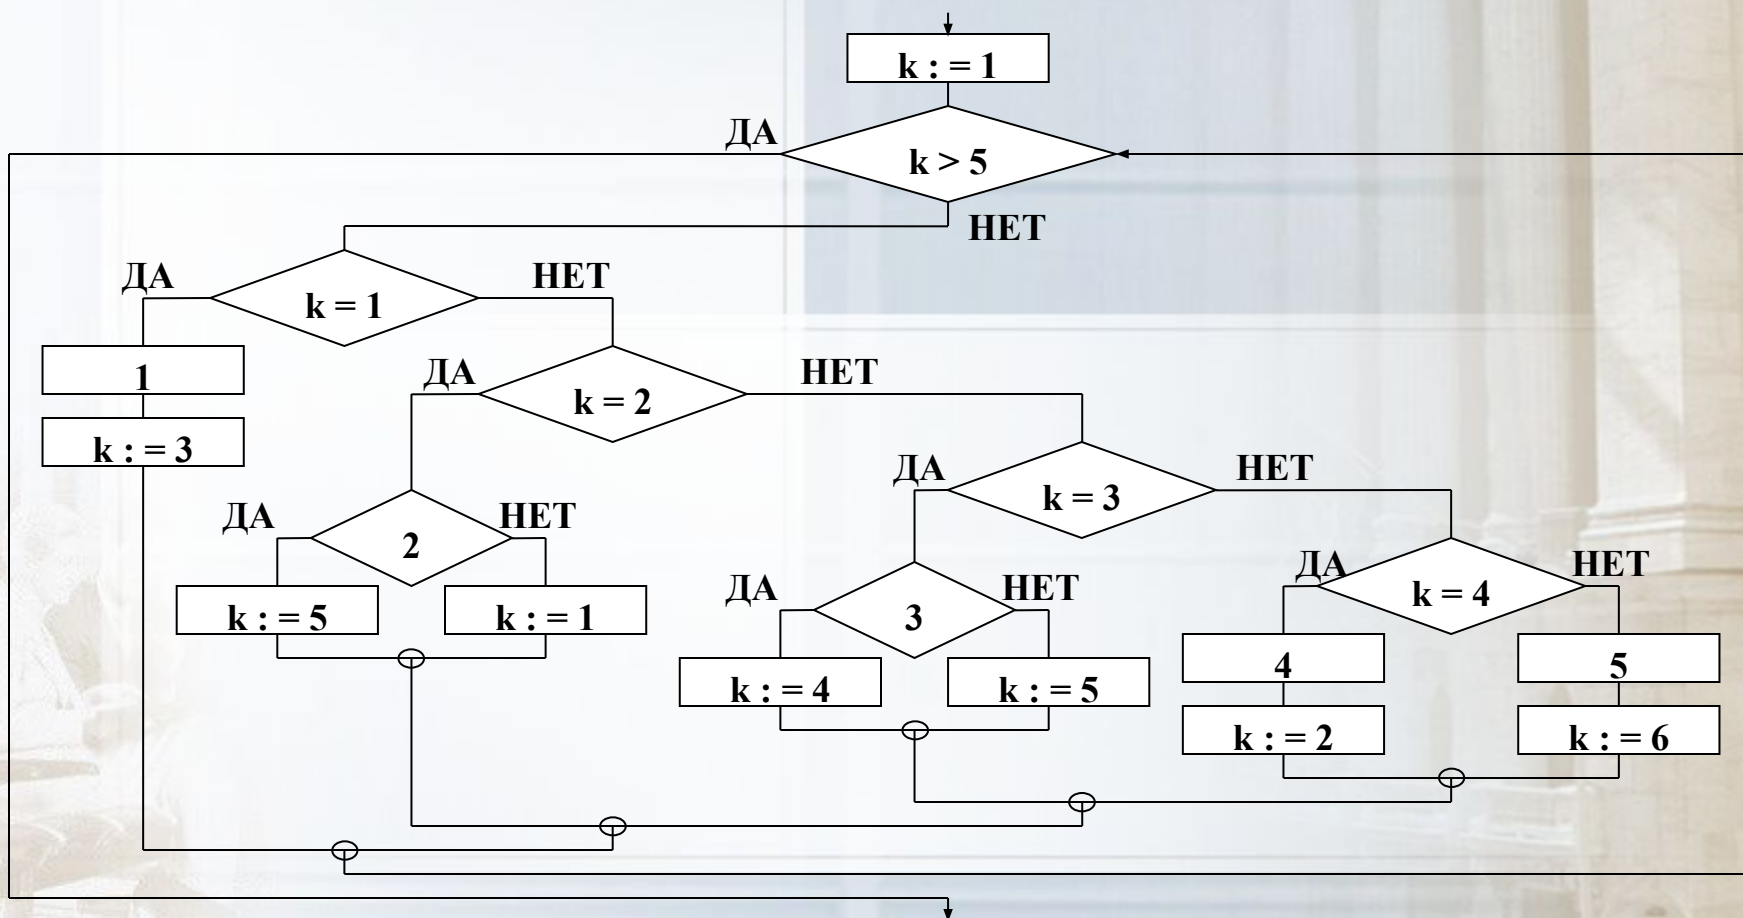 k : = 1
ДА
k > 5
НЕТ
ДА
k = 1
НЕТ
1
k : = 3
ДА
k = 2
НЕТ
ДА
2
НЕТ
k : = 5
k : = 1
ДА
k = 3
НЕТ
ДА
3
НЕТ
k : = 4
k : = 5
ДА
k = 4
НЕТ
4
k : = 2
5
k : = 6